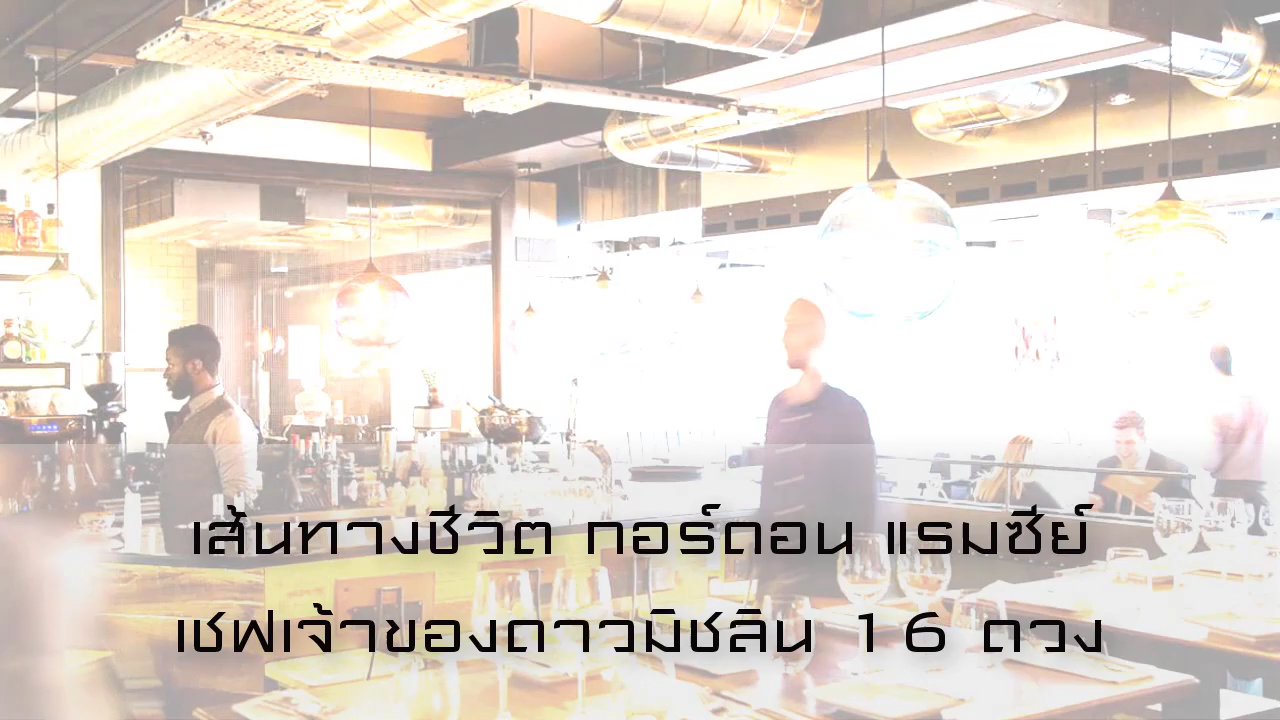 เส้นทางชีวิต กอร์ดอน แรมซีย์
เชฟเจ้าของดาวมิชลิน 16 ดวง